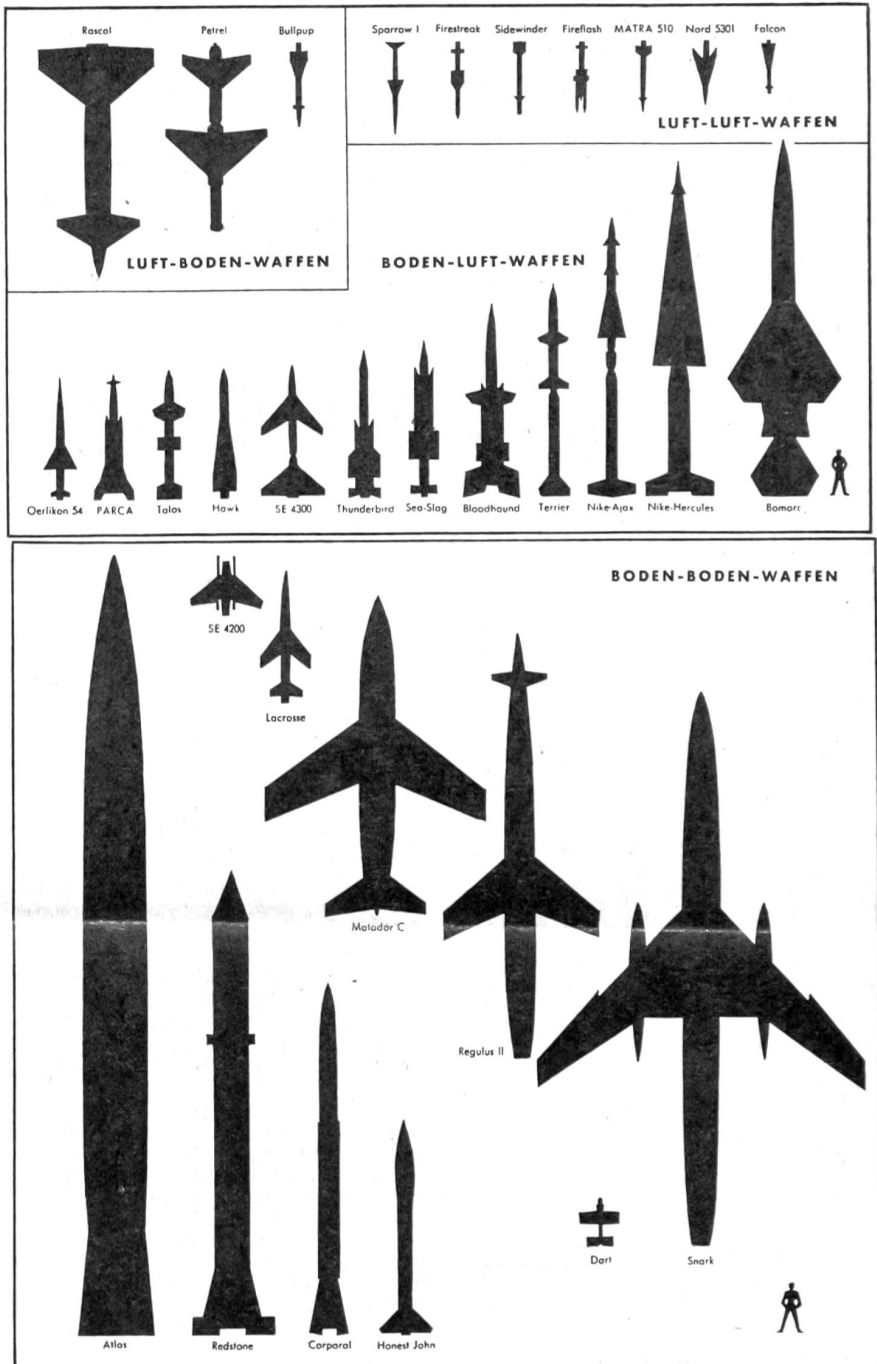 Rascal Petrel Bullpup
LUFT-BODEN-WAFFEN
Sparrow I Firestreak Sidewinder Fireflash MATRA 510 Nord 5301 Falcon
LUFT-LUFT-WAFFEN
BODEN-LUFT-WAFFEN
Oerlikon 54 PARCA Talos Hawk SE 4300 Thunderbird Sea-Slag Bloodhound Terrier Nike-Ajax Nike-Hercules Bomarc
BODEN-BODEN-WAFFEN
SE 4200
Lacrosse
Matador C
Regulus II
Dart Snark
Atlas Redstone Corporal Honest John